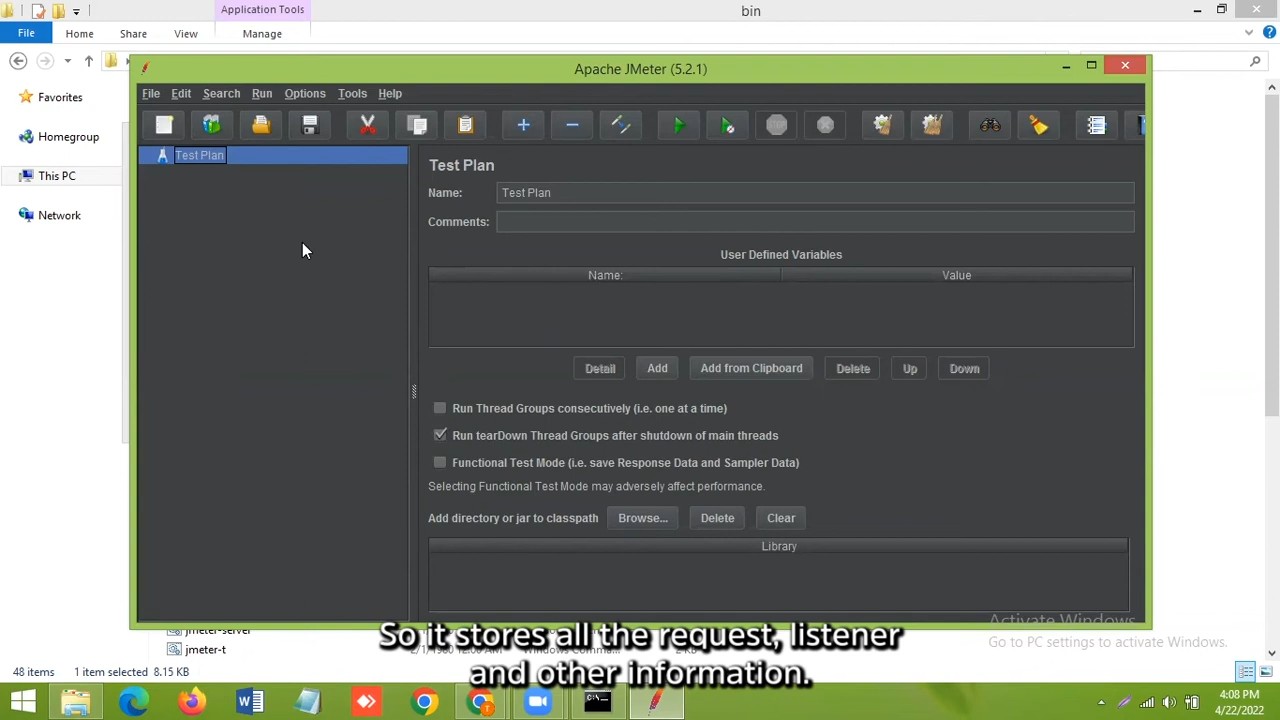 Application Tools
bin
File
Home
Share
View
Manage
Favorites
Homegroup
This PC
Network
Apache JMeter (5.2.1)
File Edit Search Run Options Tools Help
Test Plan
Test Plan
Name:
Test Plan
Comments:
User Defined Variables
Name:
Value
Detail
Add
Add from Clipboard
Delete
Up
Down
Run Thread Groups consecutively (i.e. one at a time)
Run tearDown Thread Groups after shutdown of main threads
Functional Test Mode (i.e. save Response Data and Sampler Data)
Selecting Functional Test Mode may adversely affect performance.
Add directory or jar to classpath
Browse...
Delete
Clear
Library
Activate Windows
Go to PC settings to activate Windows.
jmeter-server
jmeter-t
So it stores all the request, listener
and other information.
48 items
1 item selected 8.15 KB
4:08 PM
4/22/2022